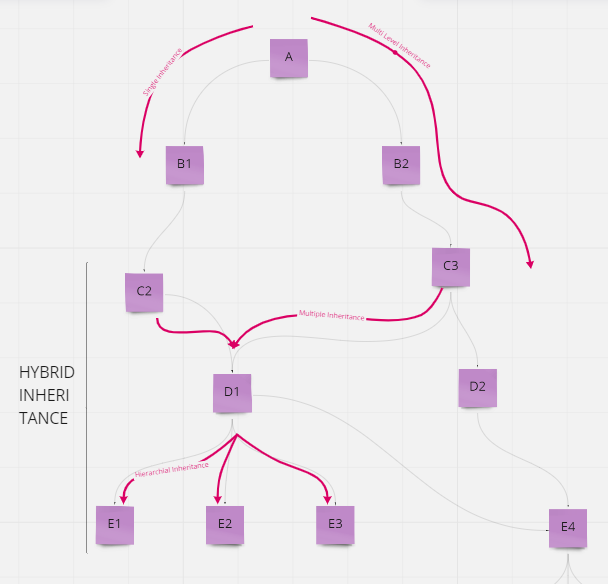 Single Inheritance
Multi Level Inheritance
A
B1
B2
C3
C2
Multiple Inheritance
HYBRID
INHERI
TANCE
D1
D2
Hierarchial Inheritance
E1
E2
E3
E4